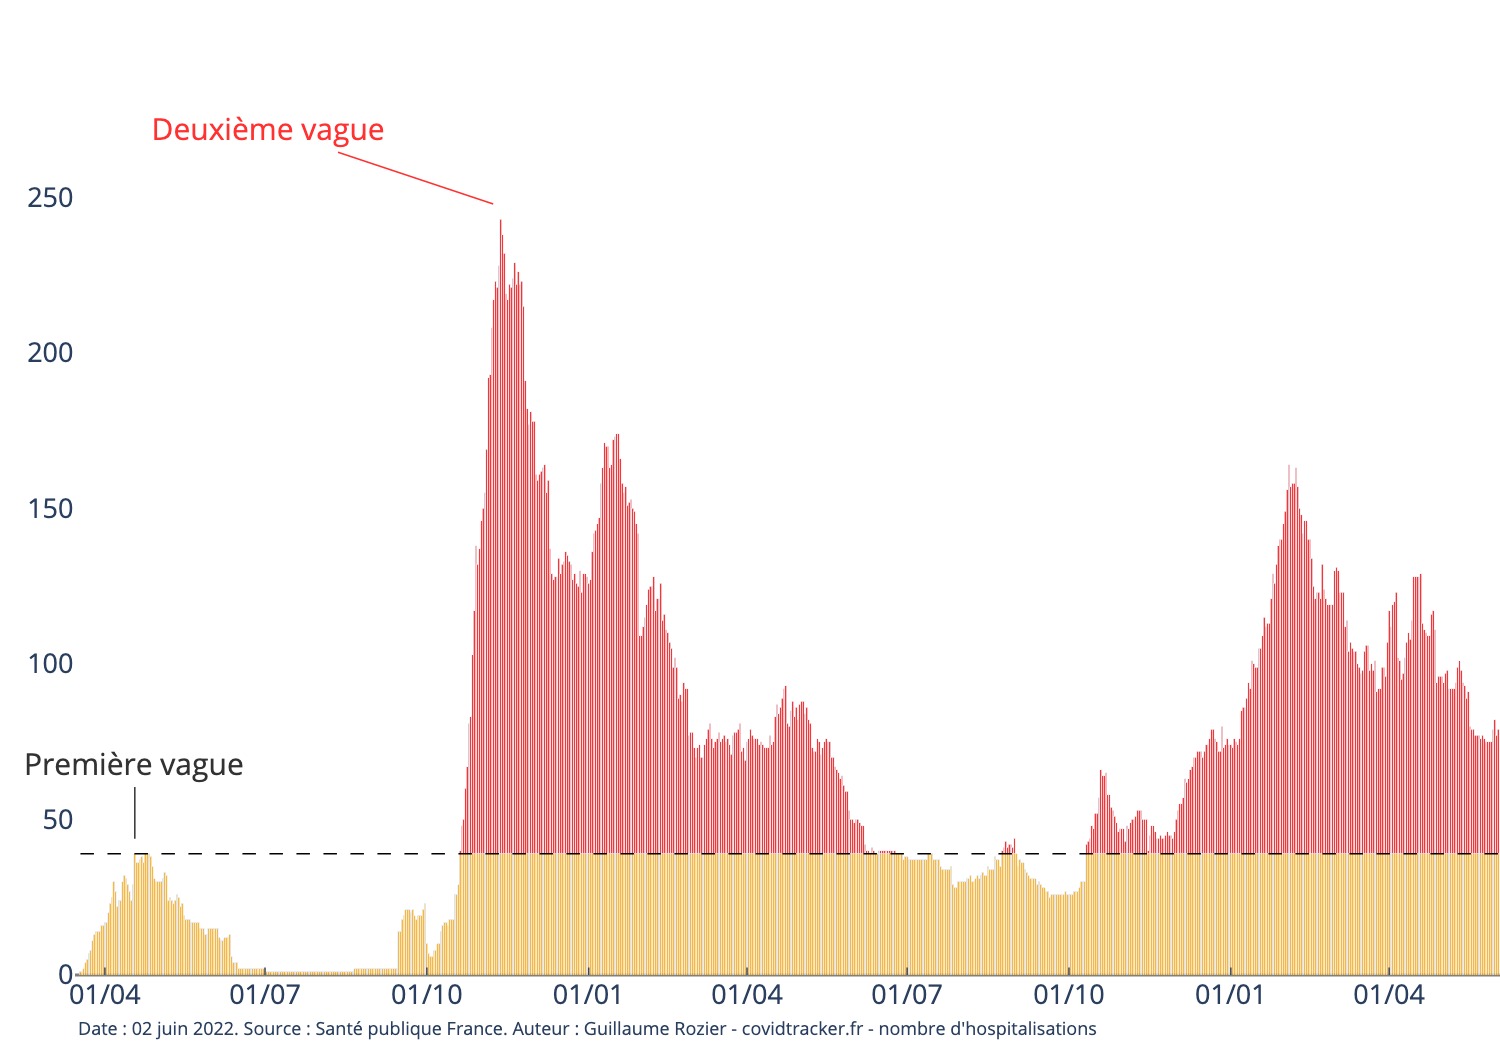 Deuxième vague
250
200
150
100
Première vague
50
0
01/04 01/07 01/10 01/01 01/04 01/07 01/10 01/01 01/04
Date : 02 juin 2022. Source : Santé publique France. Auteur : Guillaume Rozier - covidtracker.fr - nombre d'hospitalisations